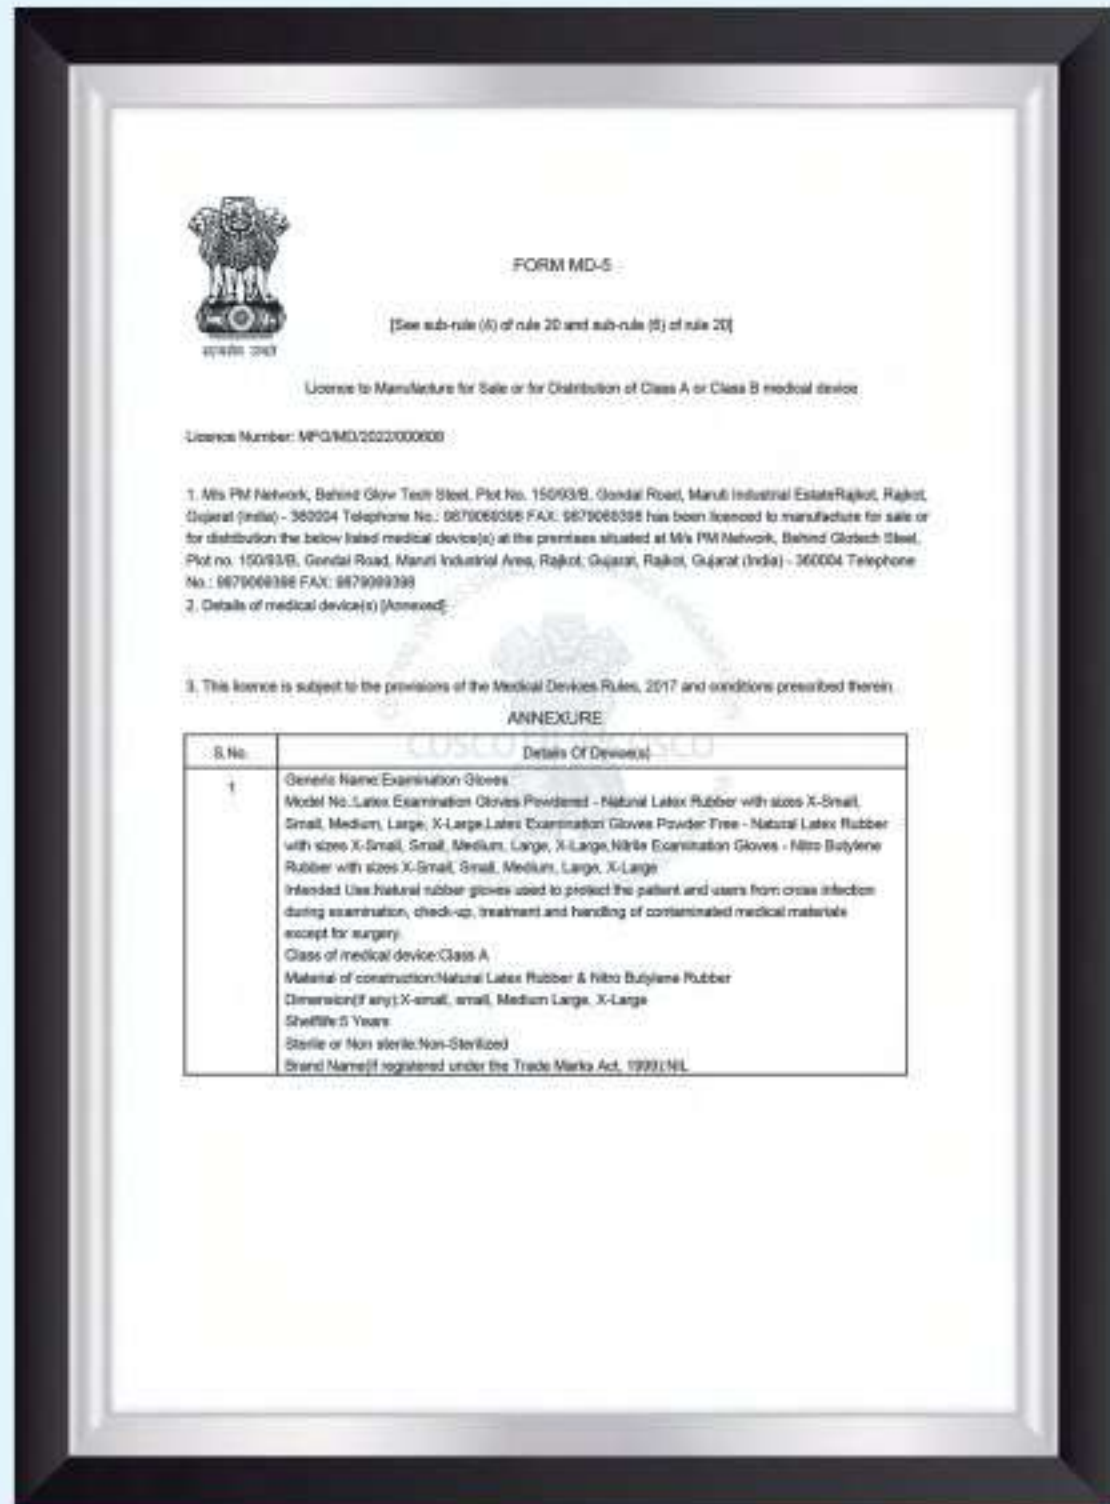 सत्यमेव जयते
FORM MD-5
[See sub-rule (4) of rule 20 and sub-rule (6) of rule 20]
Licence to Manufacture for Sale or for Distribution of Class A or Class B medical device
Licence Number: MFG/MD/2022/000608
1. M/s PM Network, Behind Glow Tech Steel, Plot No. 150/93/B, Gondal Road, Maruti Industrial EstateRajkot, Rajkot,
Gujarat (India) - 360004 Telephone No.: 9879069398 FAX: 9879069398 has been licenced to manufacture for sale or
for distribution the below listed medical device(s) at the premises situated at M/s PM Network, Behind Glotech Steel,
Plot no. 150/93/B, Gondal Road, Maruti Industrial Area, Rajkot, Gujarat, Rajkot, Gujarat (India) - 360004 Telephone
No.: 9879069398 FAX: 9879069398
2. Details of medical device(s) [Annexed]
3. This licence is subject to the provisions of the Medical Devices Rules, 2017 and conditions prescribed therein.
ANNEXURE
S.No. Details Of Device(s)
1 Generic Name:Examination Gloves
Model No.:Latex Examination Gloves Powdered - Natural Latex Rubber with sizes X-Small,
Small, Medium, Large, X-Large,Latex Examination Gloves Powder Free - Natural Latex Rubber
with sizes X-Small, Small, Medium, Large, X-Large,Nitrile Examination Gloves - Nitro Butylene
Rubber with sizes X-Small, Small, Medium, Large, X-Large
Intended Use:Natural rubber gloves used to protect the patient and users from cross infection
during examination, check-up, treatment and handling of contaminated medical materials
except for surgery.
Class of medical device:Class A
Material of construction:Natural Latex Rubber & Nitro Butylene Rubber
Dimension(if any):X-small, small, Medium Large, X-Large
Shelflife:5 Years
Sterile or Non sterile:Non-Sterilized
Brand Name(if registered under the Trade Marks Act, 1999):NIL